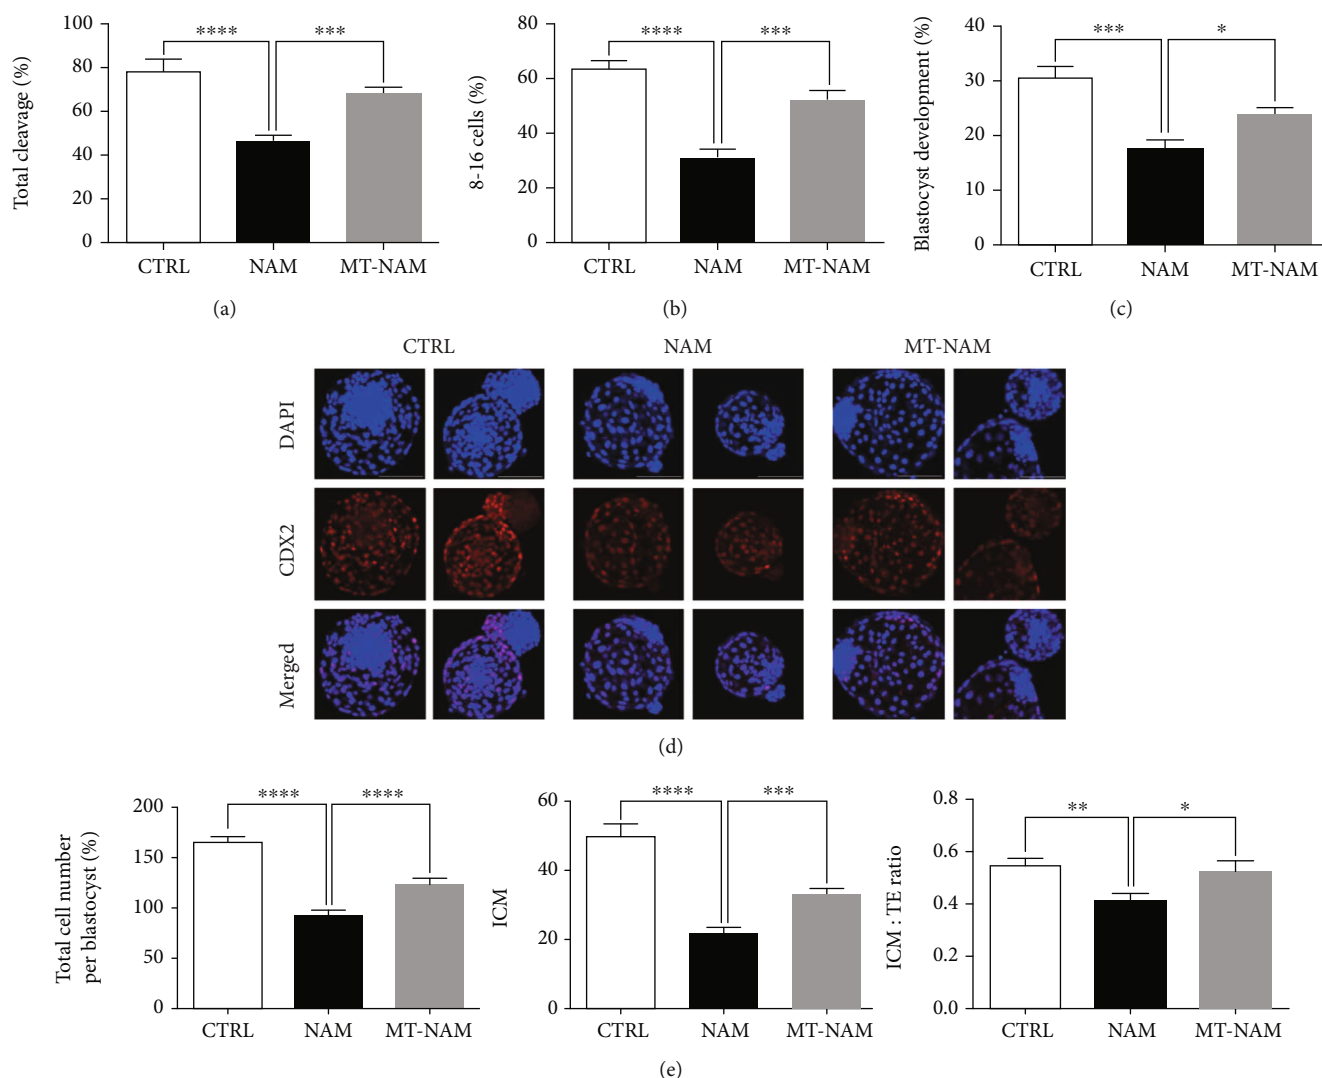 Total cleavage (%)
100
80
60
40
20
0
****
***
CTRL
NAM
MT-NAM
(a)
8-16 cells (%)
80
60
40
20
0
****
***
CTRL
NAM
MT-NAM
(b)
Blastocyst development (%)
40
30
20
10
0
***
*
CTRL
NAM
MT-NAM
(c)
CTRL
NAM
MT-NAM
DAPI
CDX2
Merged
(d)
Total cell number
per blastocyst (%)
200
150
100
50
0
****
****
CTRL
NAM
MT-NAM
ICM
60
40
20
0
****
***
CTRL
NAM
MT-NAM
ICM : TE ratio
0.8
0.6
0.4
0.2
0.0
**
*
CTRL
NAM
MT-NAM
(e)